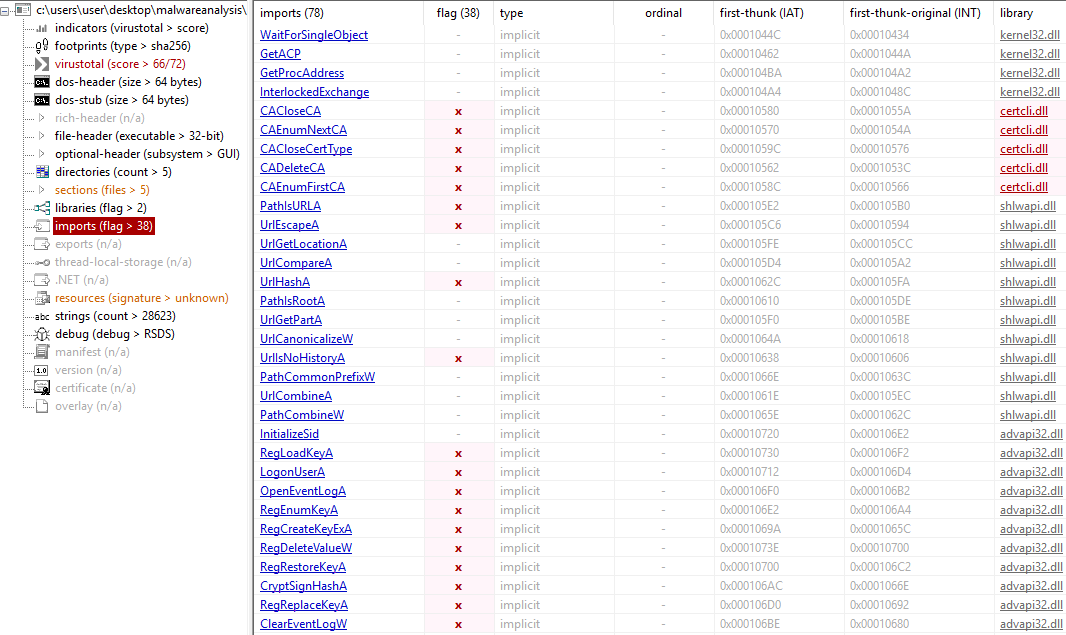 c:\users\user\desktop\malwareanalysis\
indicators (virustotal > score)
footprints (type > sha256)
virustotal (score > 66/72)
dos-header (size > 64 bytes)
dos-stub (size > 64 bytes)
rich-header (n/a)
file-header (executable > 32-bit)
optional-header (subsystem > GUI)
directories (count > 5)
sections (files > 5)
libraries (flag > 2)
imports (flag > 38)
exports (n/a)
thread-local-storage (n/a)
.NET (n/a)
resources (signature > unknown)
abc strings (count > 28623)
debug (debug > RSDS)
manifest (n/a)
1.0 version (n/a)
certificate (n/a)
overlay (n/a)
imports (78) flag (38) type ordinal first-thunk (IAT) first-thunk-original (INT) library
WaitForSingleObject - implicit - 0x0001044C 0x00010434 kernel32.dll
GetACP - implicit - 0x00010462 0x0001044A kernel32.dll
GetProcAddress - implicit - 0x000104BA 0x000104A2 kernel32.dll
InterlockedExchange - implicit - 0x000104A4 0x0001048C kernel32.dll
CACloseCA x implicit - 0x00010580 0x0001055A certcli.dll
CAEnumNextCA x implicit - 0x00010570 0x0001054A certcli.dll
CACloseCertType x implicit - 0x0001059C 0x00010576 certcli.dll
CADeleteCA x implicit - 0x00010562 0x0001053C certcli.dll
CAEnumFirstCA x implicit - 0x0001058C 0x00010566 certcli.dll
PathIsURLA x implicit - 0x000105E2 0x000105B0 shlwapi.dll
UrlEscapeA x implicit - 0x000105C6 0x00010594 shlwapi.dll
UrlGetLocationA - implicit - 0x000105FE 0x000105CC shlwapi.dll
UrlCompareA - implicit - 0x000105D4 0x000105A2 shlwapi.dll
UrlHashA x implicit - 0x0001062C 0x000105FA shlwapi.dll
PathIsRootA - implicit - 0x00010610 0x000105DE shlwapi.dll
UrlGetPartA - implicit - 0x000105F0 0x000105BE shlwapi.dll
UrlCanonicalizeW - implicit - 0x0001064A 0x00010618 shlwapi.dll
UrlIsNoHistoryA x implicit - 0x00010638 0x00010606 shlwapi.dll
PathCommonPrefixW - implicit - 0x0001066E 0x0001063C shlwapi.dll
UrlCombineA - implicit - 0x0001061E 0x000105EC shlwapi.dll
PathCombineW - implicit - 0x0001065E 0x0001062C shlwapi.dll
InitializeSid - implicit - 0x00010720 0x000106E2 advapi32.dll
RegLoadKeyA x implicit - 0x00010730 0x000106F2 advapi32.dll
LogonUserA x implicit - 0x00010712 0x000106D4 advapi32.dll
OpenEventLogA x implicit - 0x000106F0 0x000106B2 advapi32.dll
RegEnumKeyA x implicit - 0x000106E2 0x000106A4 advapi32.dll
RegCreateKeyExA x implicit - 0x0001069A 0x0001065C advapi32.dll
RegDeleteValueW x implicit - 0x0001073E 0x00010700 advapi32.dll
RegRestoreKeyA x implicit - 0x00010700 0x000106C2 advapi32.dll
CryptSignHashA x implicit - 0x000106AC 0x0001066E advapi32.dll
RegReplaceKeyA x implicit - 0x000106D0 0x00010692 advapi32.dll
ClearEventLogW x implicit - 0x000106BE 0x00010680 advapi32.dll